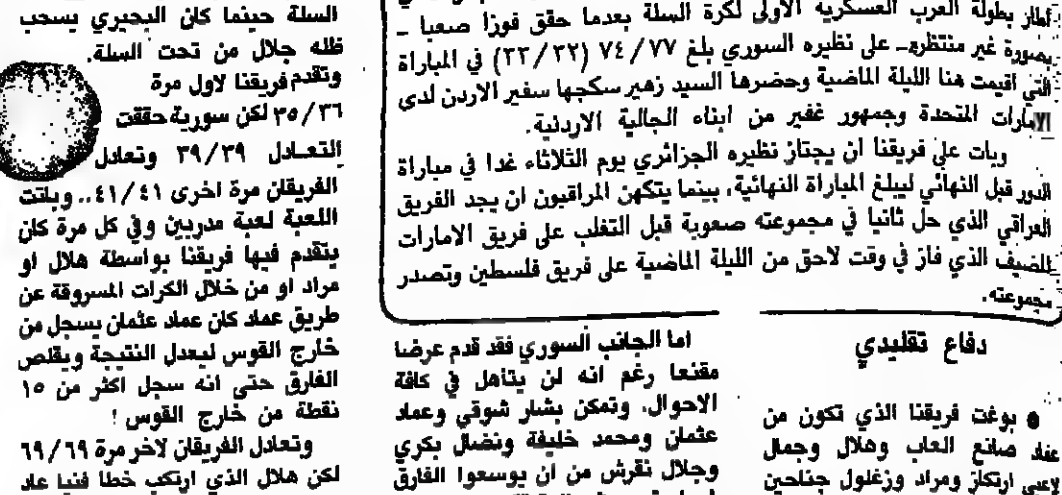 إطار بطولة العرب العسكرية الاولى لكرة السلة بعدما حقق فوزا صعبا ـ
بصورة غير منتظرة ـ على نظيره السوري بلغ ٧٧/ ٧٤ (٣٢/ ٣٣) في المباراة
التي أقيمت هنا الليلة الماضية وحضرها السيد زهير سكجها سفير الاردن لدى
الامارات المتحدة وجمهور غفير من ابناء الجالية الاردنية.
وبات على فريقنا ان يجتاز نظيره الجزائري يوم الثلاثاء غدا في مباراة
الدور قبل النهائي ليبلغ المباراة النهائية، بينما يتكهن المراقبون ان يجد الفريق
العراقي الذي حل ثانيا في مجموعته صعوبة قبل التغلب على فريق الامارات
المضيف الذي فاز في وقت لاحق من الليلة الماضية على فريق فلسطين وتصدر
مجموعته.
دفاع تقليدي
● بوغت فريقنا الذي تكون من
عماد صانع العاب وهلال وجمال
لاعبي ارتكاز ومراد وزغلول جناحين
اما الجانب السوري فقد قدم عرضا
مقنعا رغم انه لن يتأهل في كافة
الاحوال، وتمكن بشار شوقي وعماد
عثمان ومحمد خليفة ونضال بكري
وجلال نقرش من ان يوسعوا الفارق
السلة حينما كان البجيري يسحب
ظله جلال من تحت السلة.
وتقدم فريقنا لاول مرة
٣٥/٣٦ لكن سورية حققت
التعادل ٣٩/٣٩ وتعادل
الفريقان مرة اخرى ٤١/٤١.. وباتت
اللعبة لعبة مدربين وفي كل مرة كان
يتقدم فيها فريقنا بواسطة هلال او
مراد او من خلال الكرات المسروقة عن
طريق عماد كان عماد عثمان يسجل من
خارج القوس ليعدل النتيجة ويقلص
الفارق حتى انه سجل اكثر من ١٥
نقطة من خارج القوس !
وتعادل الفريقان لاخر مرة ٦٩/٦٩
لكن هلال الذي ارتكب خطا فنيا عاد